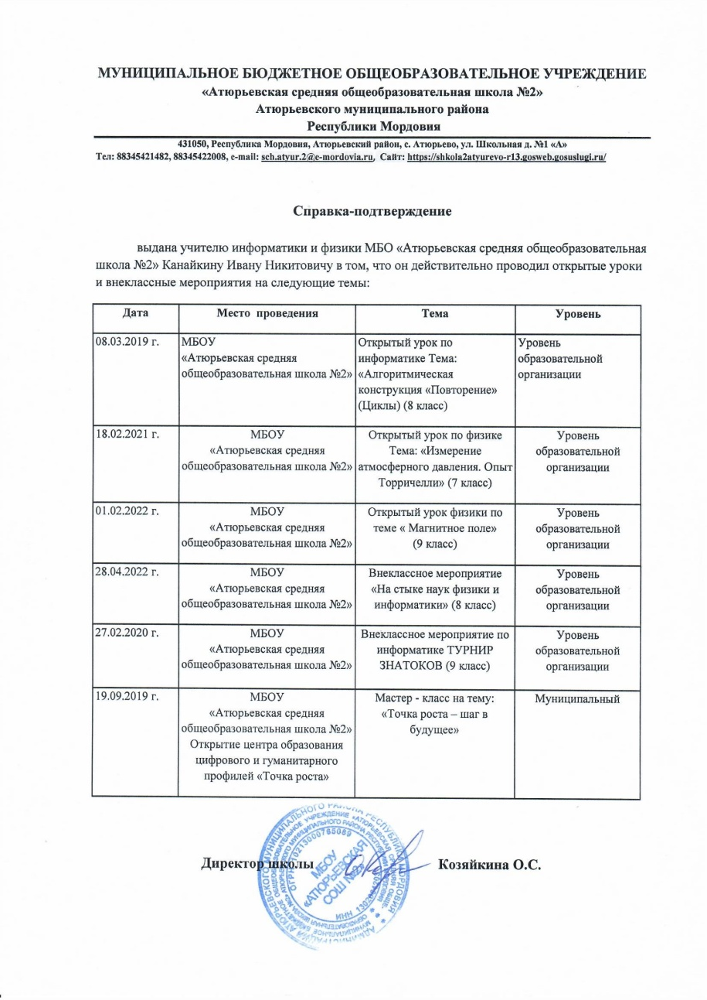 МУНИЦИПАЛЬНОЕ БЮДЖЕТНОЕ ОБЩЕОБРАЗОВАТЕЛЬНОЕ УЧРЕЖДЕНИЕ
«Атюрьевская средняя общеобразовательная школа №2»
Атюрьевского муниципального района
Республики Мордовия
431050, Республика Мордовия, Атюрьевский район, с. Атюрьево, ул. Школьная д. №1 «А»
Тел: 88345421482, 88345422008, e-mail: sch.atyur.2@e-mordovia.ru, Сайт: https://shkola2atyurevo-r13.gosweb.gosuslugi.ru/
Справка-подтверждение
выдана учителю информатики и физики МБО «Атюрьевская средняя общеобразовательная
школа №2» Канайкину Ивану Никитовичу в том, что он действительно проводил открытые уроки
и внеклассные мероприятия на следующие темы:
Дата Место проведения Тема Уровень
08.03.2019 г.
МБОУ
«Атюрьевская средняя
общеобразовательная школа №2»
Открытый урок по
информатике Тема:
«Алгоритмическая
конструкция «Повторение»
(Циклы) (8 класс)
Уровень
образовательной
организации
18.02.2021 г.
МБОУ
«Атюрьевская средняя
общеобразовательная школа №2»
Открытый урок по физике
Тема: «Измерение
атмосферного давления. Опыт
Торричелли» (7 класс)
Уровень
образовательной
организации
01.02.2022 г.
МБОУ
«Атюрьевская средняя
общеобразовательная школа №2»
Открытый урок физики по
теме « Магнитное поле»
(9 класс)
Уровень
образовательной
организации
28.04.2022 г.
МБОУ
«Атюрьевская средняя
общеобразовательная школа №2»
Внеклассное мероприятие
«На стыке наук физики и
информатики» (8 класс)
Уровень
образовательной
организации
27.02.2020 г.
МБОУ
«Атюрьевская средняя
общеобразовательная школа №2»
Внеклассное мероприятие по
информатике ТУРНИР
ЗНАТОКОВ (9 класс)
Уровень
образовательной
организации
19.09.2019 г.
МБОУ
«Атюрьевская средняя
общеобразовательная школа №2»
Открытие центра образования
цифрового и гуманитарного
профилей «Точка роста»
Мастер - класс на тему:
«Точка роста – шаг в
будущее»
Муниципальный
Директор школы Козяйкина О.С.
МБОУ
«АТЮРЬЕВСКАЯ
СОШ №2»